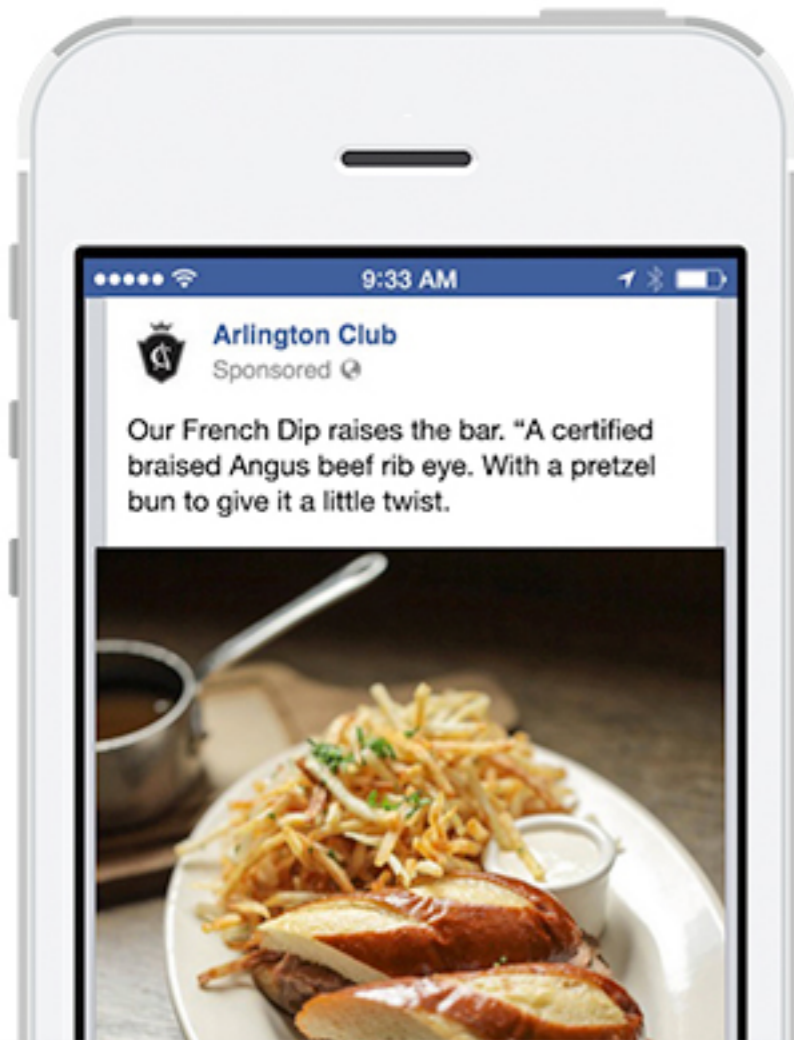 9:33 AM
Arlington Club
Sponsored
Our French Dip raises the bar. “A certified
braised Angus beef rib eye. With a pretzel
bun to give it a little twist.